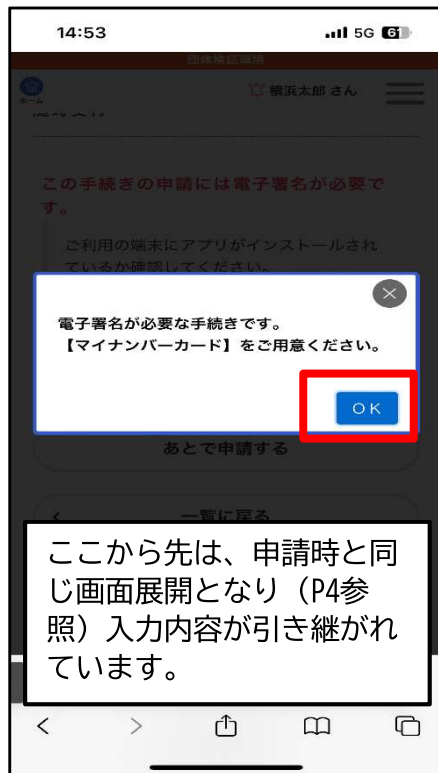 14:53
5G 61
団体検証環境
ホーム
横浜太郎 さん
この手続きの申請には電子署名が必要で
す。
ご利用の端末にアプリがインストールされ
ているか確認してください。
電子署名が必要な手続きです。
【マイナンバーカード】をご用意ください。
OK
あとで申請する
一覧に戻る
ここから先は、申請時と同
じ画面展開となり（P4参
照）入力内容が引き継がれ
ています。